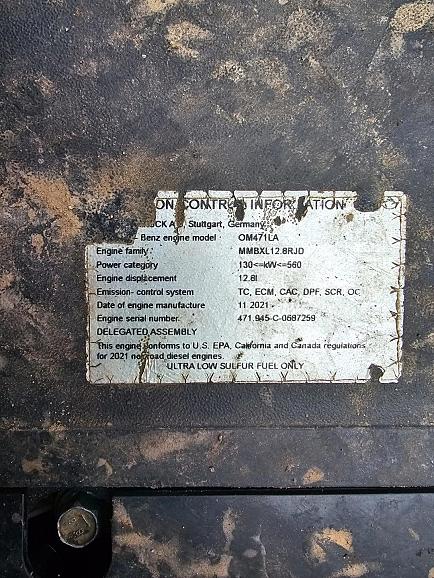 ON CONTROL INFORMATION
UCK AG, Stuttgart, Germany
Benz engine model OM471LA
Engine family MMBXL12.8RJD
Power category 130<=kW<=560
Engine displacement 12.8l
Emission- control system TC, ECM, CAC, DPF, SCR, OC
Date of engine manufacture 11.2021
Engine serial number. 471.945-C-0687259
DELEGATED ASSEMBLY
This engine conforms to U.S. EPA, California and Canada regulations
for 2021 nonroad diesel engines.
ULTRA LOW SULFUR FUEL ONLY